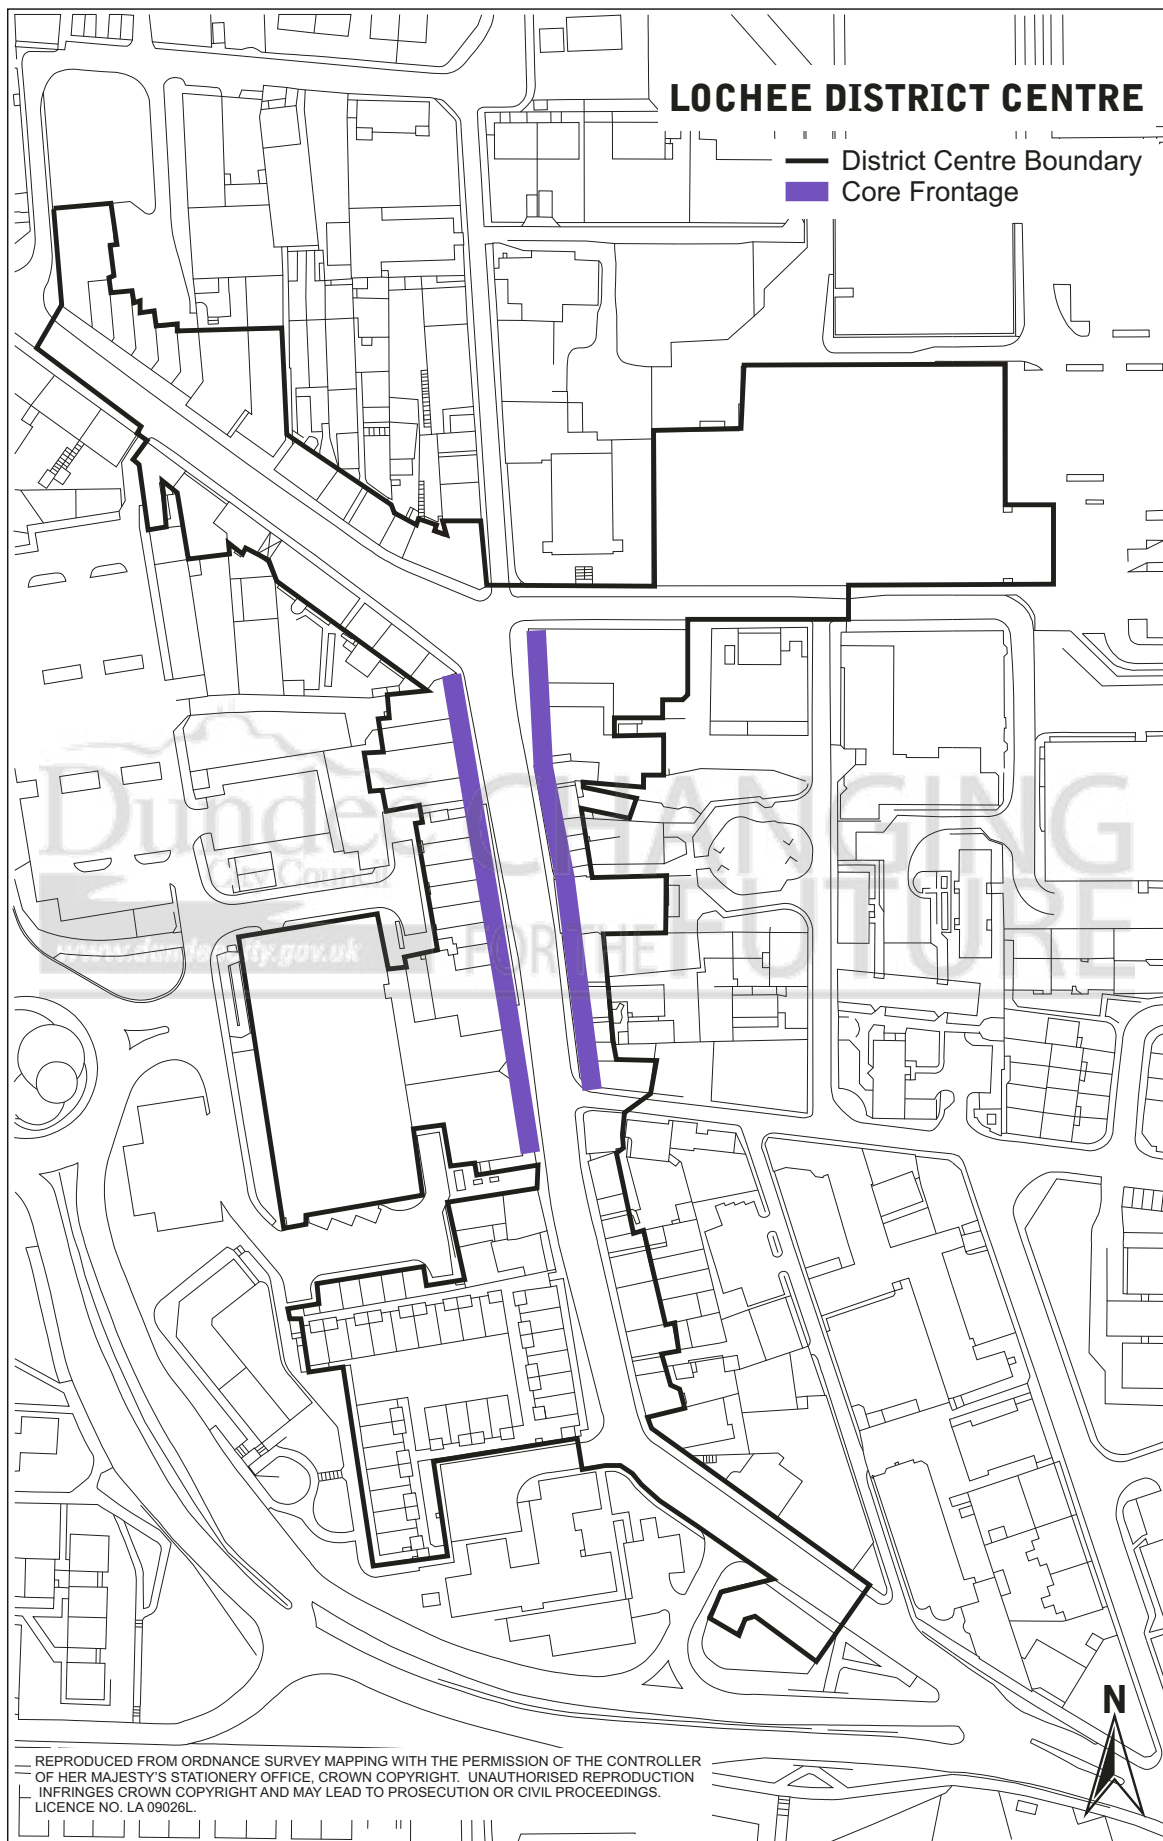 LOCHEE DISTRICT CENTRE
District Centre Boundary
Core Frontage
Dundee
City Council
www.dundeecity.gov.uk
CHANGING
FOR THE FUTURE
N
REPRODUCED FROM ORDNANCE SURVEY MAPPING WITH THE PERMISSION OF THE CONTROLLER
OF HER MAJESTY'S STATIONERY OFFICE, CROWN COPYRIGHT. UNAUTHORISED REPRODUCTION
INFRINGES CROWN COPYRIGHT AND MAY LEAD TO PROSECUTION OR CIVIL PROCEEDINGS.
LICENCE NO. LA 09026L.